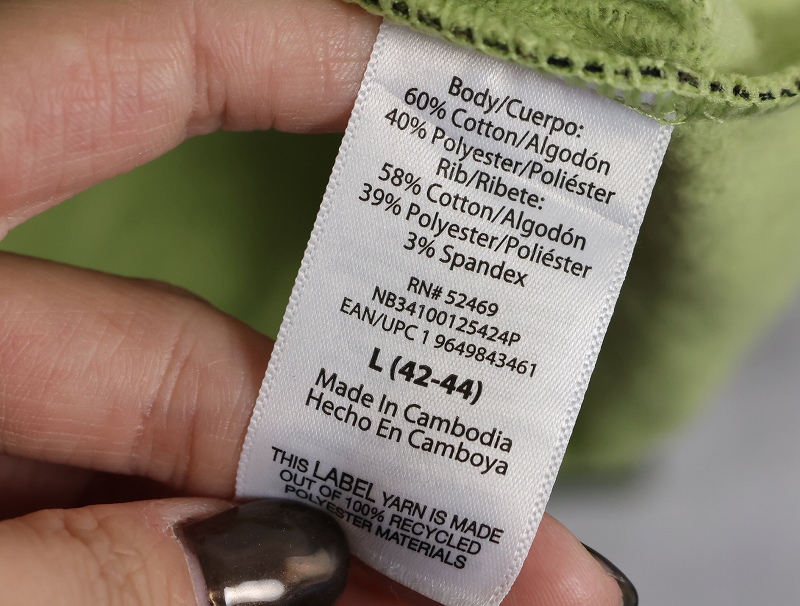 Body/Cuerpo:
60% Cotton/Algodón
40% Polyester/Poliéster
Rib/Ribete:
58% Cotton/Algodón
39% Polyester/Poliéster
3% Spandex
RN# 52469
NB34100125424P
EAN/UPC 1 9649843461
L (42-44)
Made In Cambodia
Hecho En Camboya
THIS LABEL YARN IS MADE
OUT OF 100% RECYCLED
POLYESTER MATERIALS